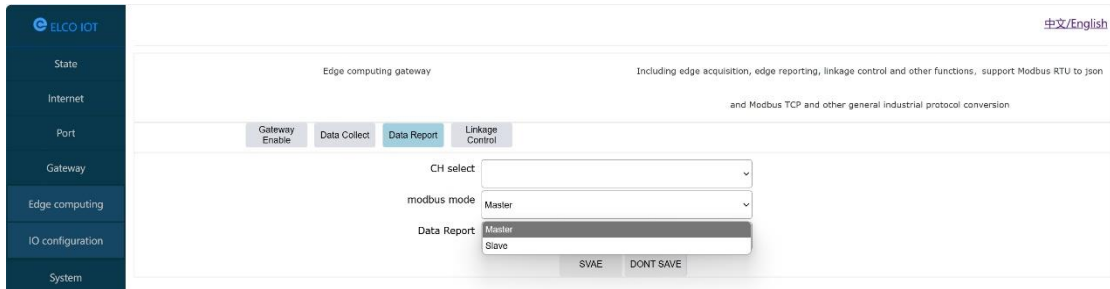 ELCO IOT
中文/English
State
Internet
Port
Gateway
Edge computing
IO configuration
System
Edge computing gateway
Including edge acquisition, edge reporting, linkage control and other functions, support Modbus RTU to json
and Modbus TCP and other general industrial protocol conversion
Gateway Enable
Data Collect
Data Report
Linkage Control
CH select
modbus mode
Master
Data Report
Master
Slave
SVAE
DONT SAVE